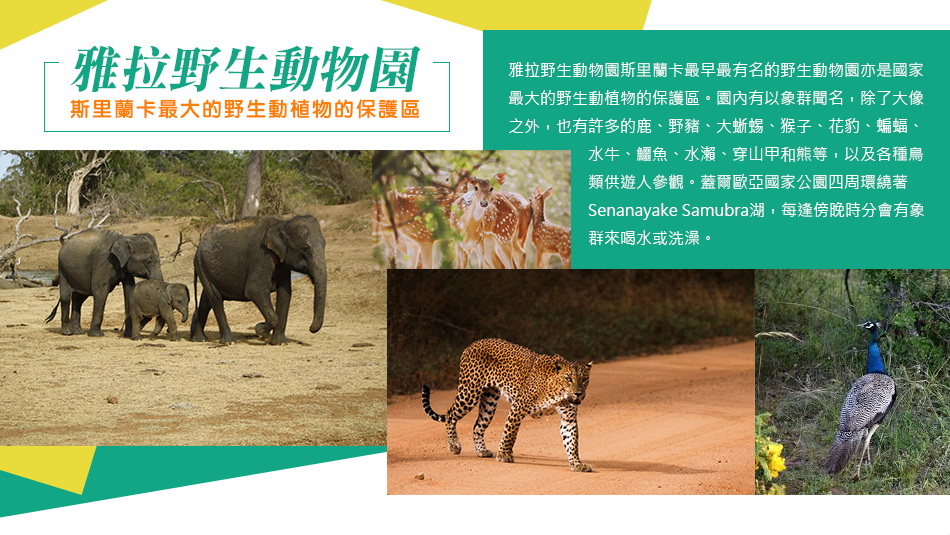 雅拉野生動物園
斯里蘭卡最大的野生動植物的保護區
雅拉野生動物園斯里蘭卡最早最有名的野生動物園亦是國家
最大的野生動植物的保護區。園內有以象群聞名，除了大像
之外，也有許多的鹿、野豬、大蜥蜴、猴子、花豹、蝙蝠、
水牛、鱷魚、水瀨、穿山甲和熊等，以及各種鳥
類供遊人參觀。蓋爾歐亞國家公園四周環繞著
Senanayake Samubra湖，每逢傍晚時分會有象
群來喝水或洗澡。